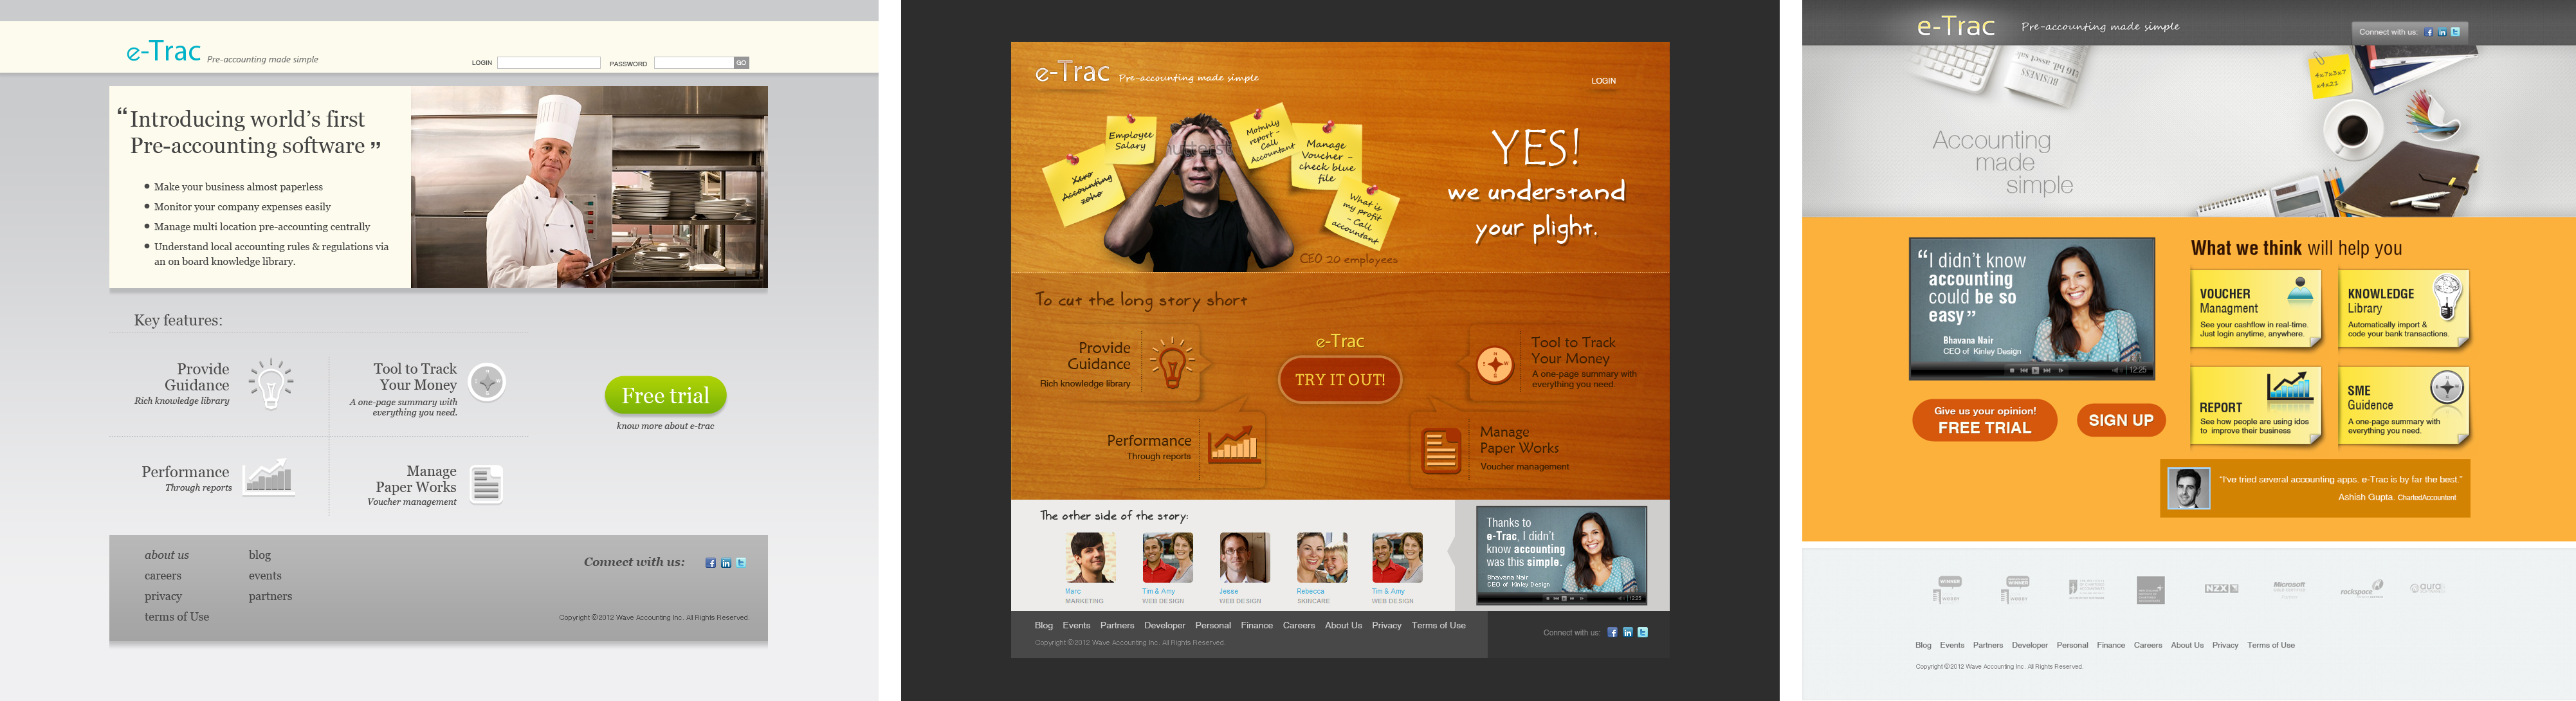 e-Trac Pre-accounting made simple
LOGIN
PASSWORD
GO
“Introducing world’s first
Pre-accounting software”
Make your business almost paperless
Monitor your company expenses easily
Manage multi location pre-accounting centrally
Understand local accounting rules & regulations via
an on board knowledge library.
Key features:
Provide
Guidance
Rich knowledge library
Tool to Track
Your Money
A one-page summary with
everything you need.
Free trial
know more about e-trac
Performance
Through reports
Manage
Paper Works
Voucher management
about us
careers
privacy
terms of Use
blog
events
partners
Connect with us:
Copyright ©2012 Wave Accounting Inc. All Rights Reserved.
e-Trac Pre-accounting made simple
LOGIN
Xero
Accounting
zoho
Employee
Salary
Motnhly
report -
Call
Accountant
Manage
Voucher -
check blue
file
What is
my profit
- Call
accountant
CEO 20 employees
YES!
we understand
your plight.
To cut the long story short
Provide
Guidance
Rich knowledge library
e-Trac
TRY IT OUT!
Tool to Track
Your Money
A one-page summary with
everything you need.
Performance
Through reports
Manage
Paper Works
Voucher management
The other side of the story:
Marc
MARKETING
Tim & Amy
WEB DESIGN
Jesse
WEB DESIGN
Rebecca
SKINCARE
Tim & Amy
WEB DESIGN
Thanks to
e-Trac, I didn’t
know accounting
was this simple.
Bhavana Nair
CEO of Kinley Design
12:25
Blog Events Partners Developer Personal Finance Careers About Us Privacy Terms of Use
Copyright ©2012 Wave Accounting Inc. All Rights Reserved.
Connect with us:
e-Trac Pre-accounting made simple
Connect with us:
BUSINESS
Accounting
made
simple
“I didn’t know
accounting
could be so
easy”
Bhavana Nair
CEO of Kinley Design
12:25
Give us your opinion!
FREE TRIAL
SIGN UP
What we think will help you
VOUCHER
Managment
See your cashflow in real-time.
Just login anytime, anywhere.
KNOWLEDGE
Library
Automatically import &
code your bank transactions.
REPORT
See how people are using idos
to improve their business
SME
Guidence
A one-page summary with
everything you need.
“I’ve tried several accounting apps. e-Trac is by far the best.”
Ashish Gupta. ChartedAccountent
WINNER
WEBBY
WINNER
WEBBY
NZX
Microsoft
rackspace
aura
Blog Events Partners Developer Personal Finance Careers About Us Privacy Terms of Use
Copyright ©2012 Wave Accounting Inc. All Rights Reserved.